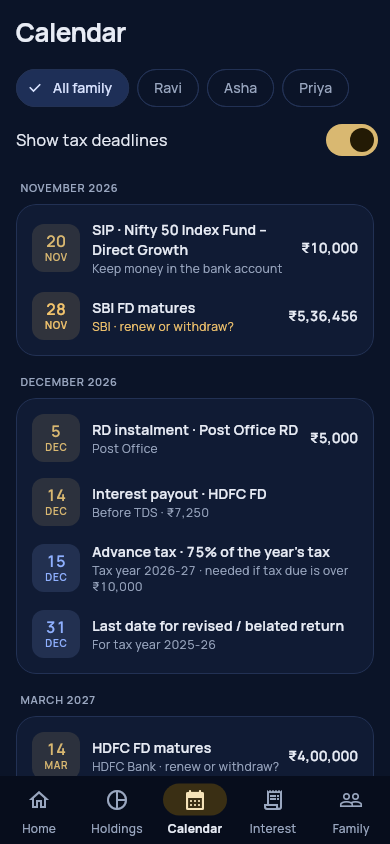 Calendar
All family
Ravi
Asha
Priya
Show tax deadlines
NOVEMBER 2026
20
NOV
SIP · Nifty 50 Index Fund –
Direct Growth
Keep money in the bank account
₹10,000
28
NOV
SBI FD matures
SBI · renew or withdraw?
₹5,36,456
DECEMBER 2026
5
DEC
RD instalment · Post Office RD
Post Office
₹5,000
14
DEC
Interest payout · HDFC FD
Before TDS · ₹7,250
15
DEC
Advance tax · 75% of the year's tax
Tax year 2026-27 · needed if tax due is over
₹10,000
31
DEC
Last date for revised / belated return
For tax year 2025-26
MARCH 2027
14
MAR
HDFC FD matures
HDFC Bank · renew or withdraw?
₹4,00,000
Home
Holdings
Calendar
Interest
Family